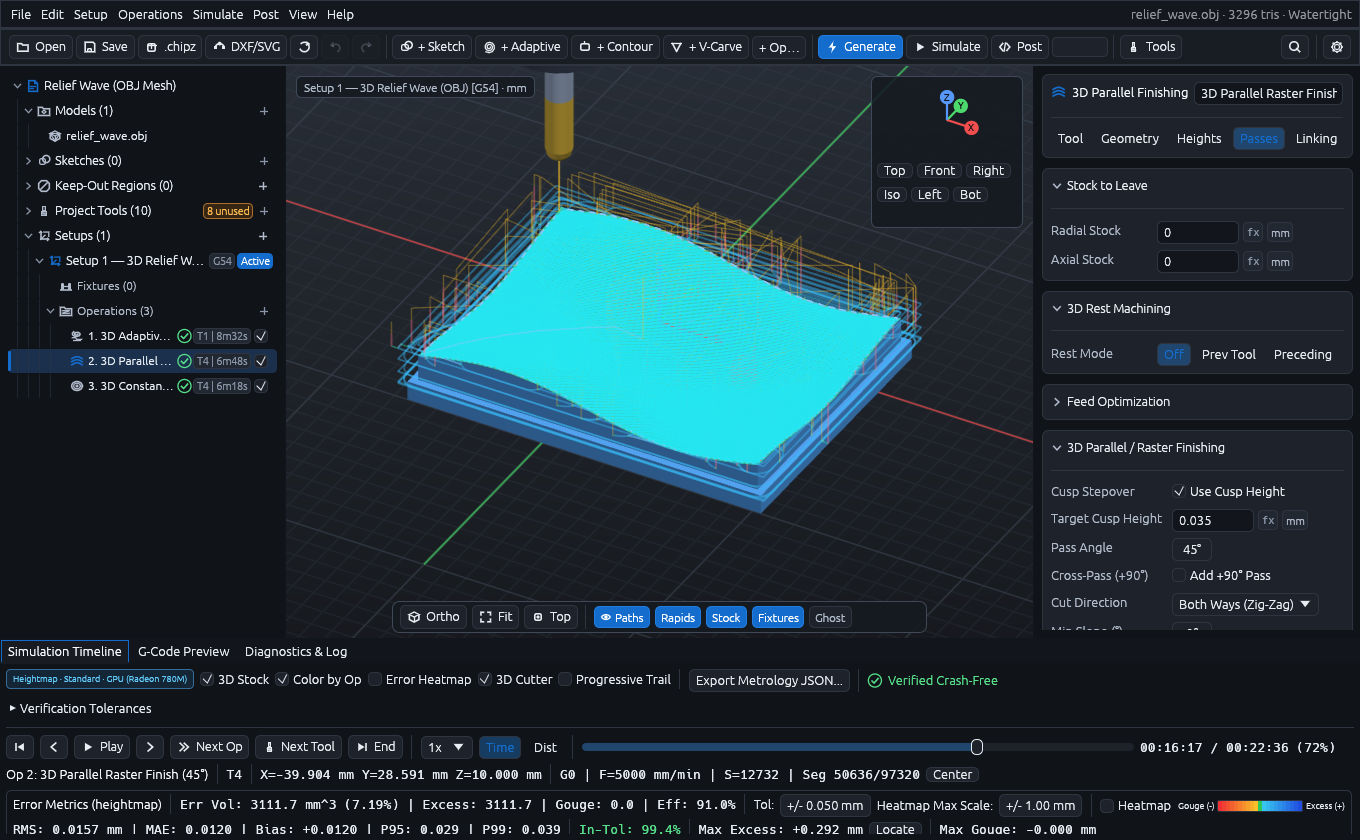 File Edit Setup Operations Simulate Post View Help
relief_wave.obj · 3296 tris · Watertight
Open Save .chipz DXF/SVG + Sketch + Adaptive + Contour + V-Carve + Op… Generate Simulate Post Tools
Relief Wave (OBJ Mesh)
Models (1) +
relief_wave.obj
Sketches (0) +
Keep-Out Regions (0) +
Project Tools (10) 8 unused +
Setups (1) +
Setup 1 — 3D Relief W… G54 Active
Fixtures (0)
Operations (3) +
1. 3D Adaptiv… T1 | 8m32s
2. 3D Parallel … T4 | 6m48s
3. 3D Constan… T4 | 6m18s
Setup 1 — 3D Relief Wave (OBJ) [G54] · mm
Z
Y
X
Top Front Right
Iso Left Bot
Ortho Fit Top Paths Rapids Stock Fixtures Ghost
3D Parallel Finishing 3D Parallel Raster Finish
Tool Geometry Heights Passes Linking
Stock to Leave
Radial Stock 0 fx mm
Axial Stock 0 fx mm
3D Rest Machining
Rest Mode Off Prev Tool Preceding
Feed Optimization
3D Parallel / Raster Finishing
Cusp Stepover Use Cusp Height
Target Cusp Height 0.035 fx mm
Pass Angle 45°
Cross-Pass (+90°) Add +90° Pass
Cut Direction Both Ways (Zig-Zag)
Simulation Timeline G-Code Preview Diagnostics & Log
Heightmap · Standard · GPU (Radeon 780M) 3D Stock Color by Op Error Heatmap 3D Cutter Progressive Trail Export Metrology JSON… Verified Crash-Free
Verification Tolerances
Play Next Op Next Tool End 1x Time Dist 00:16:17 / 00:22:36 (72%)
Op 2: 3D Parallel Raster Finish (45°) T4 X=-39.904 mm Y=28.591 mm Z=10.000 mm G0 | F=5000 mm/min | S=12732 | Seg 50636/97320 Center
Error Metrics (heightmap) Err Vol: 3111.7 mm^3 (7.19%) | Excess: 3111.7 | Gouge: 0.0 | Eff: 91.0% Tol: +/- 0.050 mm Heatmap Max Scale: +/- 1.00 mm Heatmap Gouge (-) Excess (+)
RMS: 0.0157 mm | MAE: 0.0120 | Bias: +0.0120 | P95: 0.029 | P99: 0.039 In-Tol: 99.4% Max Excess: +0.292 mm Locate Max Gouge: -0.000 mm